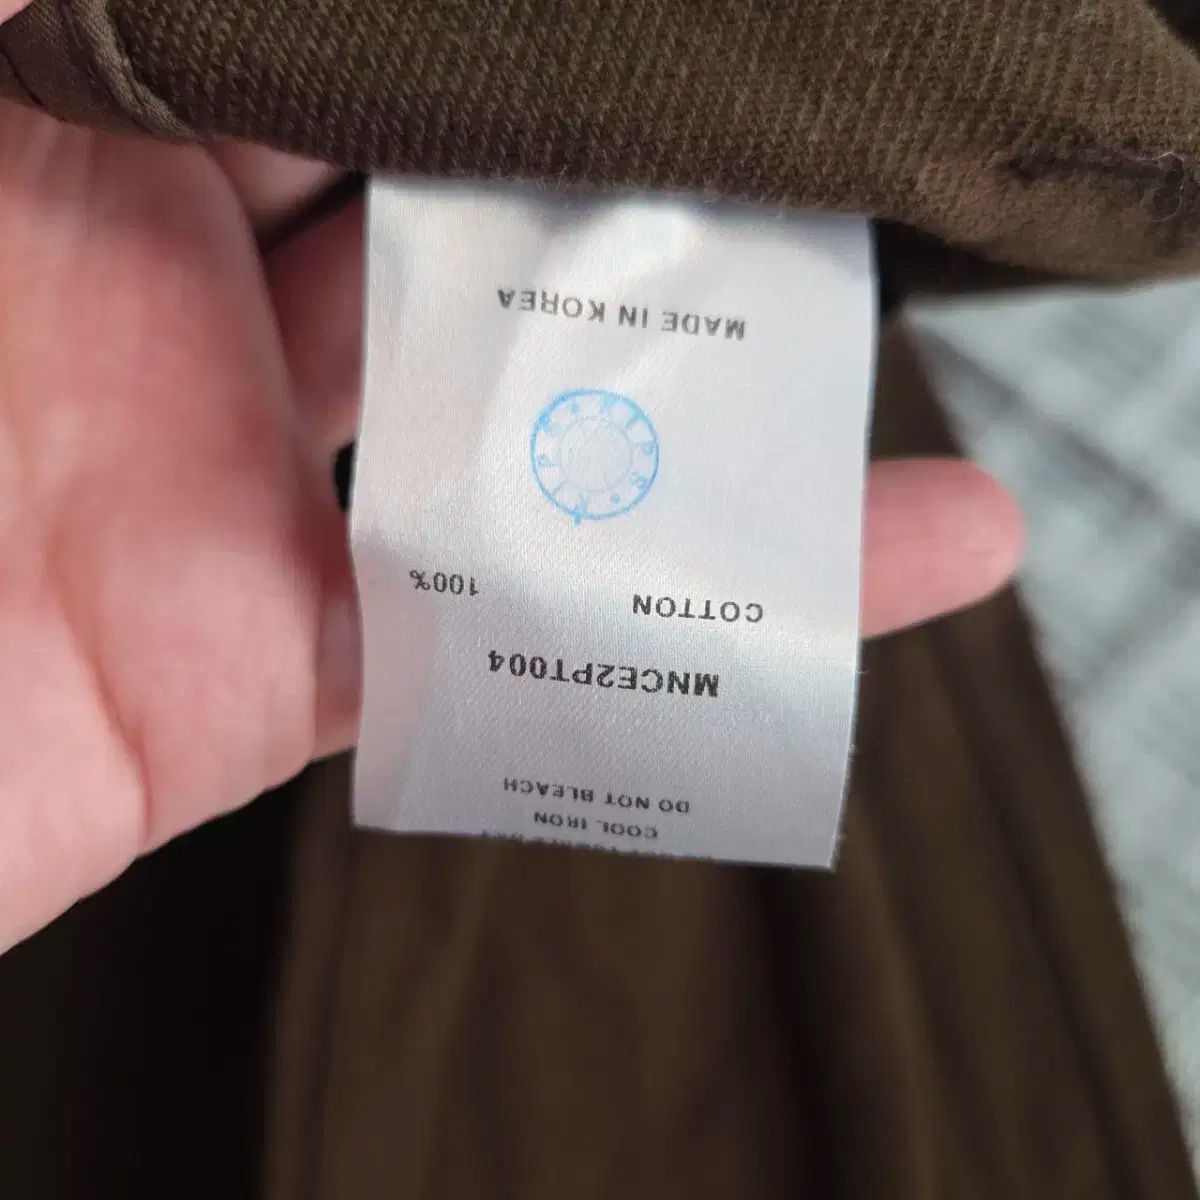 COOL IRON
DO NOT BLEACH
MNCE2PT004
COTTON 100%
MADE IN KOREA